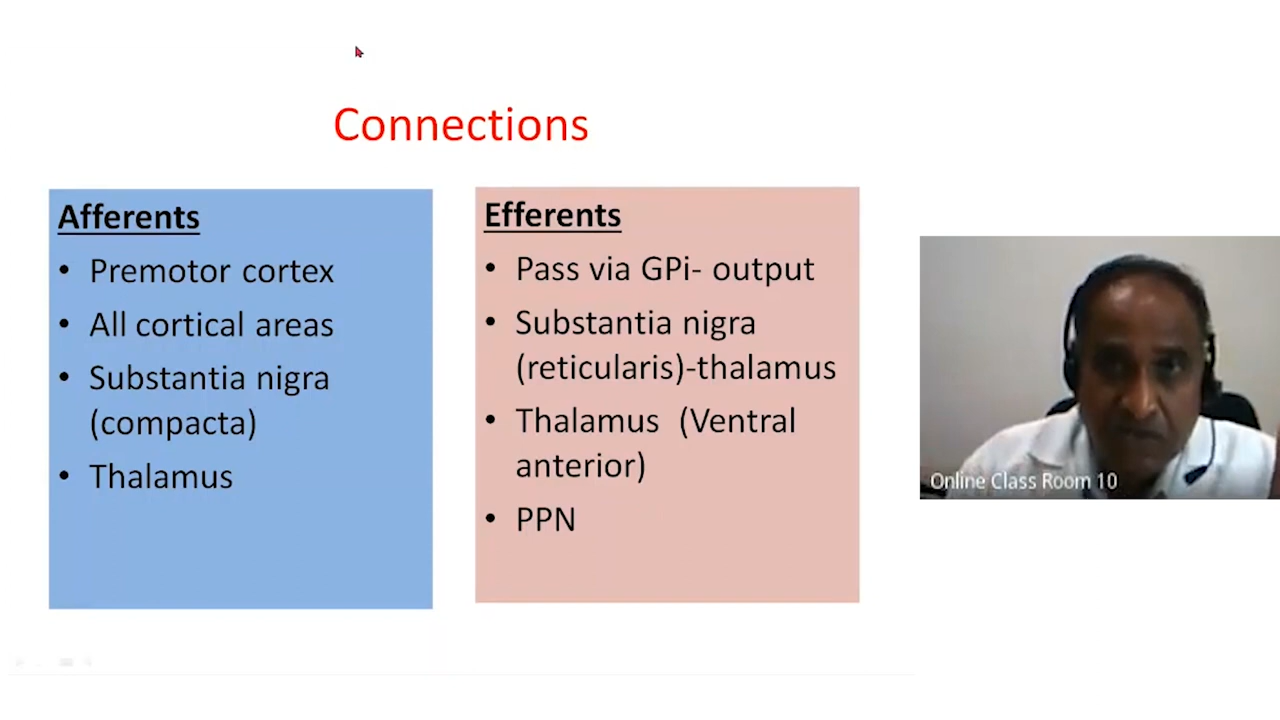 Connections
Afferents
• Premotor cortex
• All cortical areas
• Substantia nigra
(compacta)
• Thalamus
Efferents
• Pass via GPi- output
• Substantia nigra
(reticularis)-thalamus
• Thalamus (Ventral
anterior)
• PPN
Online Class Room 10